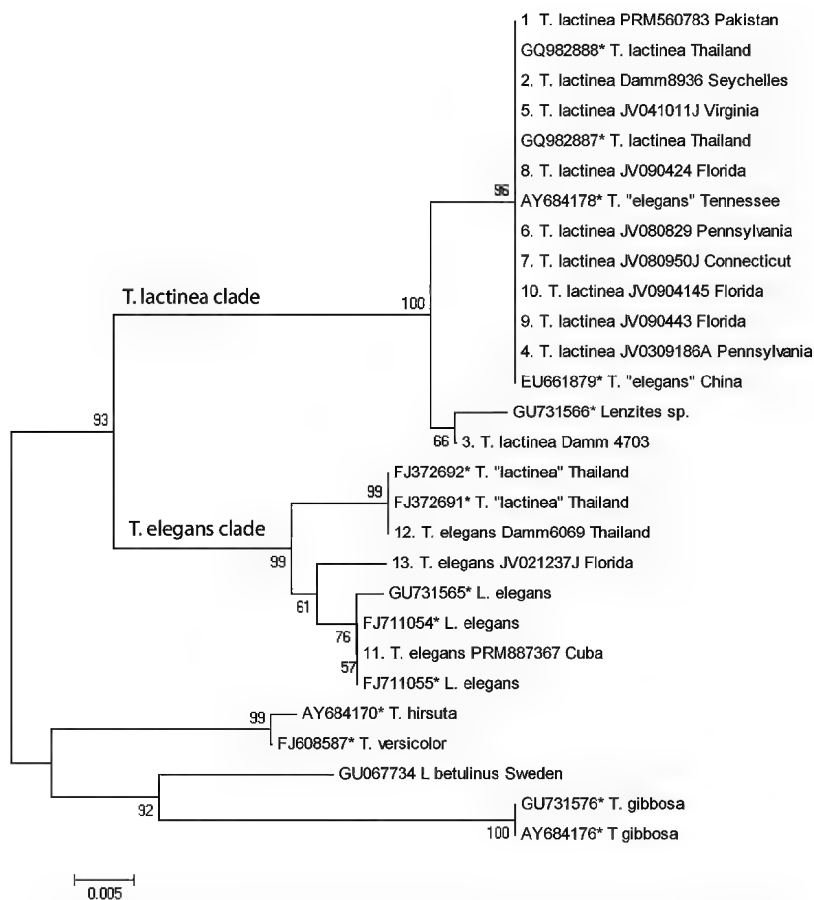 1 T. lactinea PRM560783 Pakistan
GQ982888* T. lactinea Thailand
2. T. lactinea Damm8936 Seychelles
5. T. lactinea JV041011J Virginia
GQ982887* T. lactinea Thailand
8. T. lactinea JV090424 Florida
96
AY684178* T. "elegans" Tennessee
6. T. lactinea JV080829 Pennsylvania
7. T. lactinea JV080950J Connecticut
10. T. lactinea JV0904145 Florida
T. lactinea clade
100
9. T. lactinea JV090443 Florida
4. T. lactinea JV0309186A Pennsylvania
EU661879* T. "elegans" China
93
GU731566* Lenzites sp.
66
3. T. lactinea Damm 4703
FJ372692* T. "lactinea" Thailand
99
FJ372691* T. "lactinea" Thailand
T. elegans clade
12. T. elegans Damm6069 Thailand
99
13. T. elegans JV021237J Florida
61
GU731565* L. elegans
76
FJ711054* L. elegans
11. T. elegans PRM887367 Cuba
57
FJ711055* L. elegans
99
AY684170* T. hirsuta
FJ608587* T. versicolor
GU067734 L betulinus Sweden
92
GU731576* T. gibbosa
100
AY684176* T gibbosa
0.005